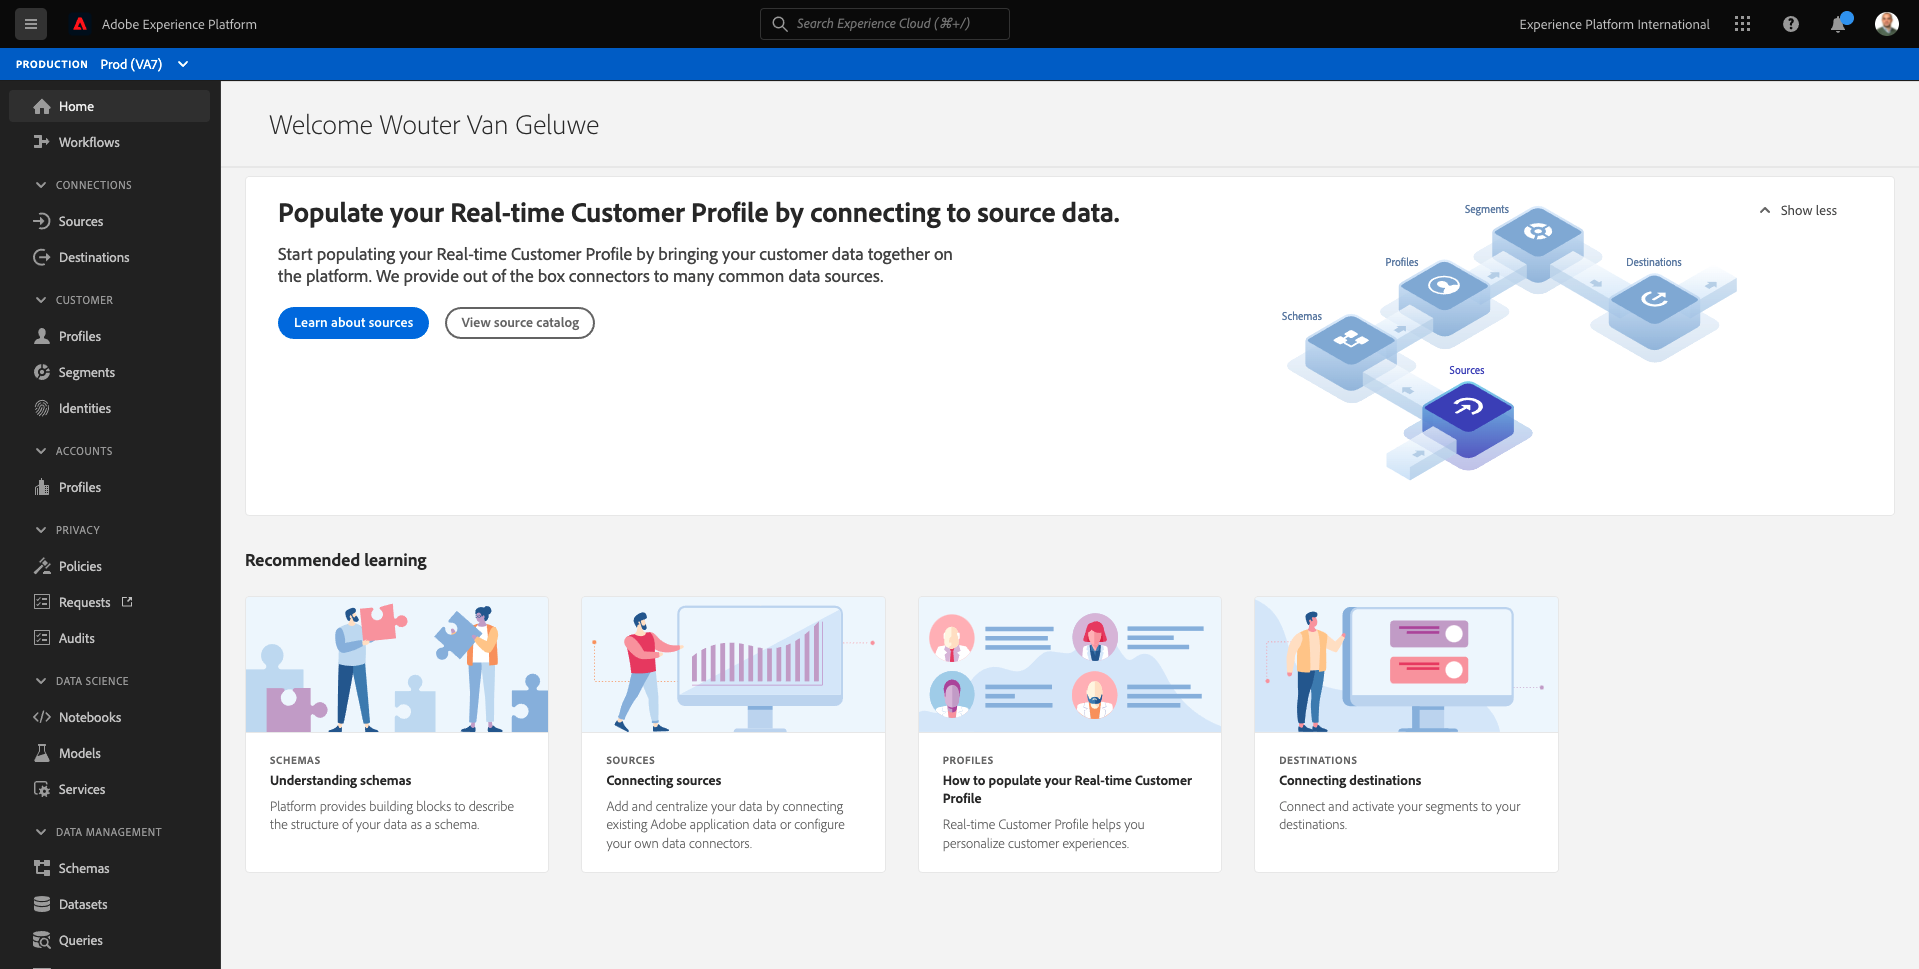 Adobe Experience Platform
Search Experience Cloud (⌘+/)
Experience Platform International
PRODUCTION Prod (VA7)
Home
Workflows
CONNECTIONS
Sources
Destinations
CUSTOMER
Profiles
Segments
Identities
ACCOUNTS
Profiles
PRIVACY
Policies
Requests
Audits
DATA SCIENCE
Notebooks
Models
Services
DATA MANAGEMENT
Schemas
Datasets
Queries
Welcome Wouter Van Geluwe
Populate your Real-time Customer Profile by connecting to source data.
Start populating your Real-time Customer Profile by bringing your customer data together on
the platform. We provide out of the box connectors to many common data sources.
Learn about sources
View source catalog
Show less
Segments
Profiles
Destinations
Schemas
Sources
Recommended learning
SCHEMAS
Understanding schemas
Platform provides building blocks to describe
the structure of your data as a schema.
SOURCES
Connecting sources
Add and centralize your data by connecting
existing Adobe application data or configure
your own data connectors.
PROFILES
How to populate your Real-time Customer
Profile
Real-time Customer Profile helps you
personalize customer experiences.
DESTINATIONS
Connecting destinations
Connect and activate your segments to your
destinations.